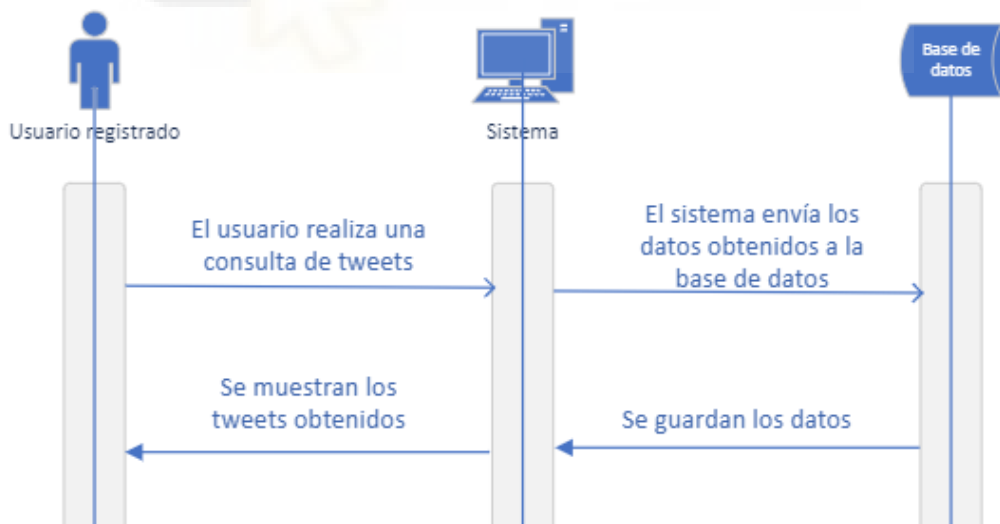 Base de
datos
Usuario registrado
Sistema
El usuario realiza una
consulta de tweets
El sistema envía los
datos obtenidos a la
base de datos
Se muestran los
tweets obtenidos
Se guardan los datos